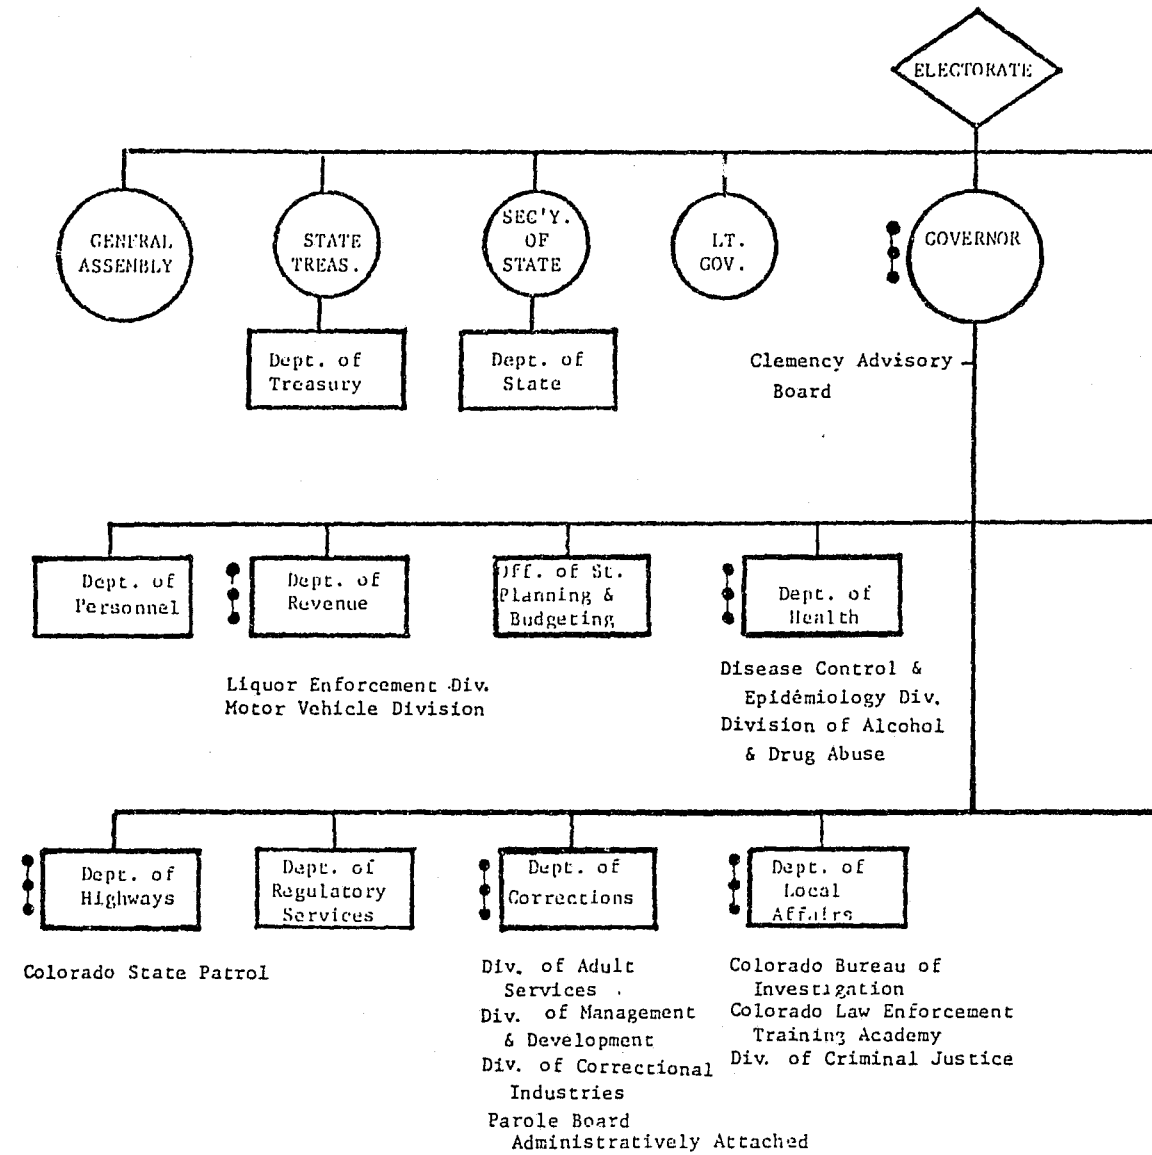 ELECTORATE
GENERAL
ASSEMBLY
STATE
TREAS.
SEC'Y.
OF
STATE
LT.
GOV.
GOVERNOR
Dept. of
Treasury
Dept. of
State
Clemency Advisory
Board
Dept. of
Personnel
Dept. of
Revenue
Off. of St.
Planning &
Budgeting
Dept. of
Health
Liquor Enforcement Div.
Motor Vehicle Division
Disease Control &
Epidémiology Div.
Division of Alcohol
& Drug Abuse
Dept. of
Highways
Dept. of
Regulatory
Services
Dept. of
Corrections
Dept. of
Local
Affairs
Colorado State Patrol
Div. of Adult
Services
Div. of Management
& Development
Div. of Correctional
Industries
Parole Board
Administratively Attached
Colorado Bureau of
Investigation
Colorado Law Enforcement
Training Academy
Div. of Criminal Justice